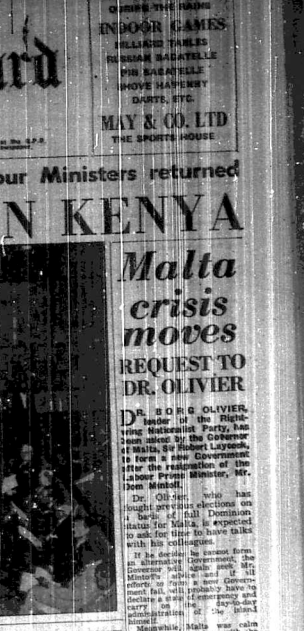 DURING THE RAINS
INDOOR GAMES
BILLIARD TABLES
RUSSIAN BAGATELLE
PIN BAGATELLE
SHOVE HA'PENNY
DARTS, ETC.
MAY & CO. LTD
THE SPORTS HOUSE
ard
at the G.P.O.
our Ministers returned
N KENYA
Malta
crisis
moves
REQUEST TO
DR. OLIVIER
DR. BORG OLIVIER,
leader of the Right-
wing Nationalist Party, has
been asked by the Governor
of Malta, Sir Robert Laycock,
to form a new Government
after the resignation of the
Labour Prime Minister, Mr.
Dom Mintoff.
Dr. Olivier, who has
fought previous elections on
a basis of full Dominion
status for Malta, is expected
to ask for time to have talks
with his colleagues.
If he decides he cannot form
an alternative Government, the
Governor will again seek Mr.
Mintoff's advice and if all
efforts to form a new Govern-
ment fail, will probably have to
declare a state of emergency and
carry on the day-to-day
administration of the island
himself.
Meanwhile, Malta was calm